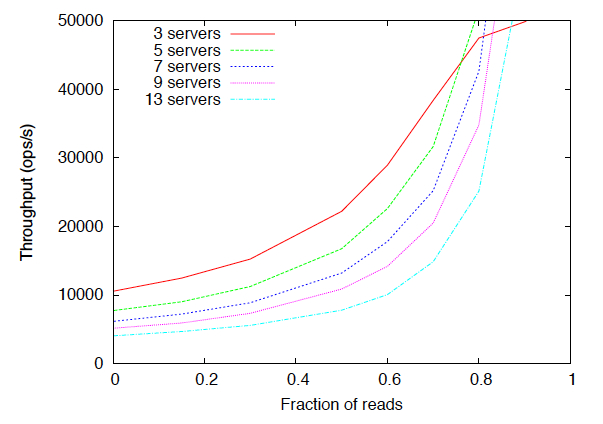 Throughput (ops/s)
50000
40000
30000
20000
10000
0
3 servers
5 servers
7 servers
9 servers
13 servers
0
0.2
0.4
0.6
0.8
1
Fraction of reads